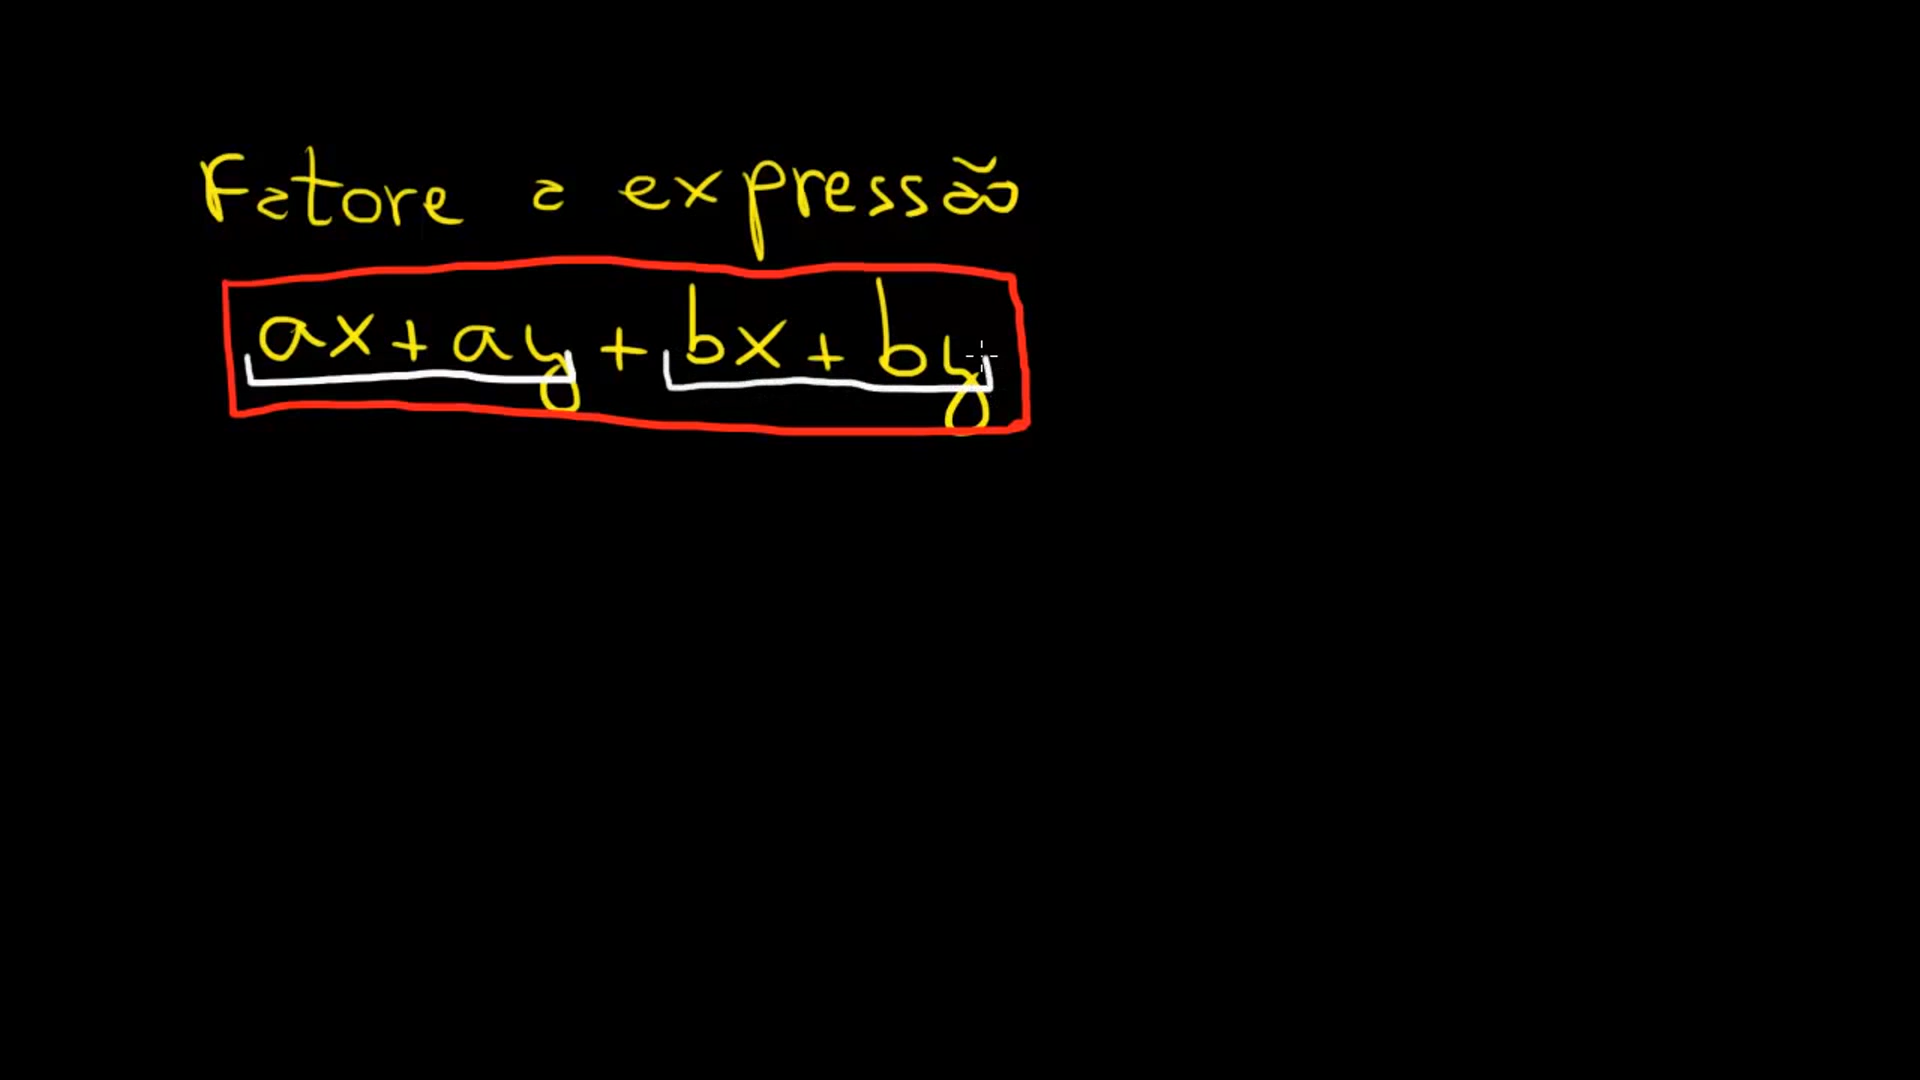 Fatore a expressão
ax + ay + bx + by